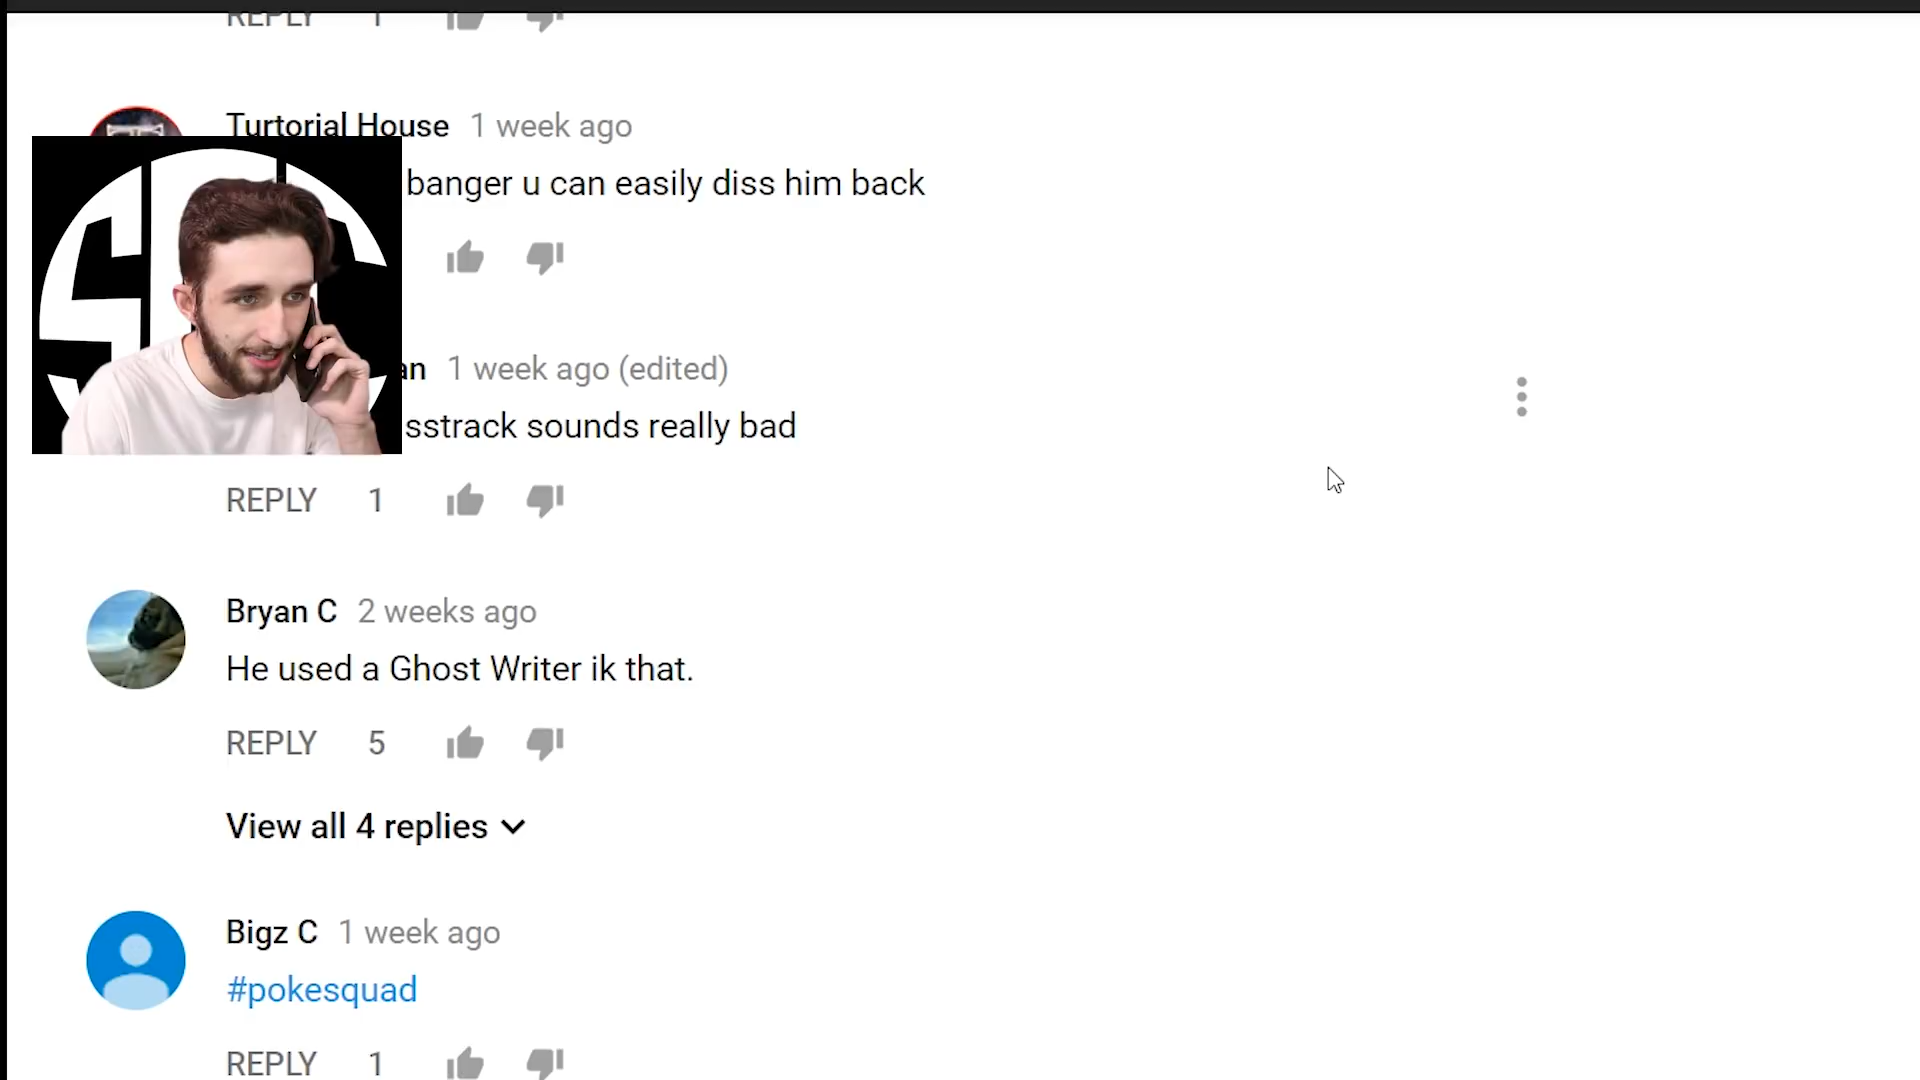 REPLY 1
Turtorial House 1 week ago
banger u can easily diss him back
1 week ago (edited)
sounds really bad
REPLY 1
Bryan C 2 weeks ago
He used a Ghost Writer ik that.
REPLY 5
View all 4 replies
Bigz C 1 week ago
#pokesquad
REPLY 1